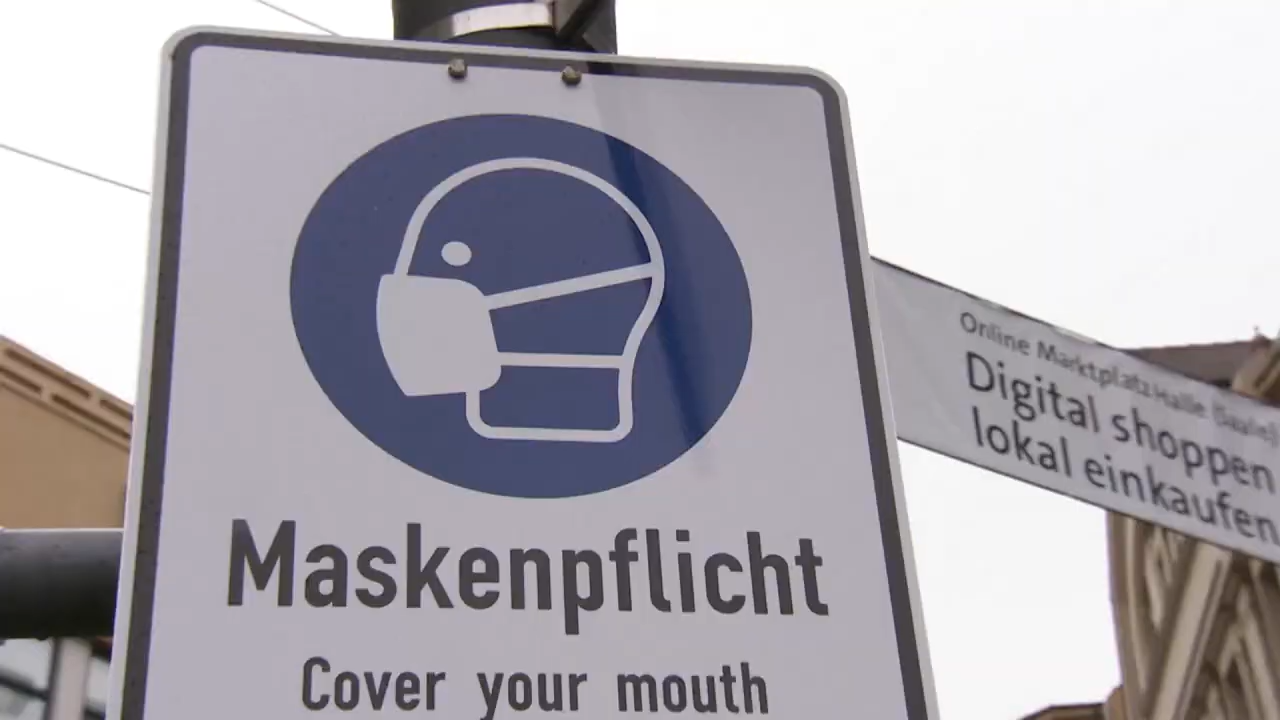 Maskenpflicht
Cover your mouth
Online Marktplatz Halle (Saale)
Digital shoppen
lokal einkaufen